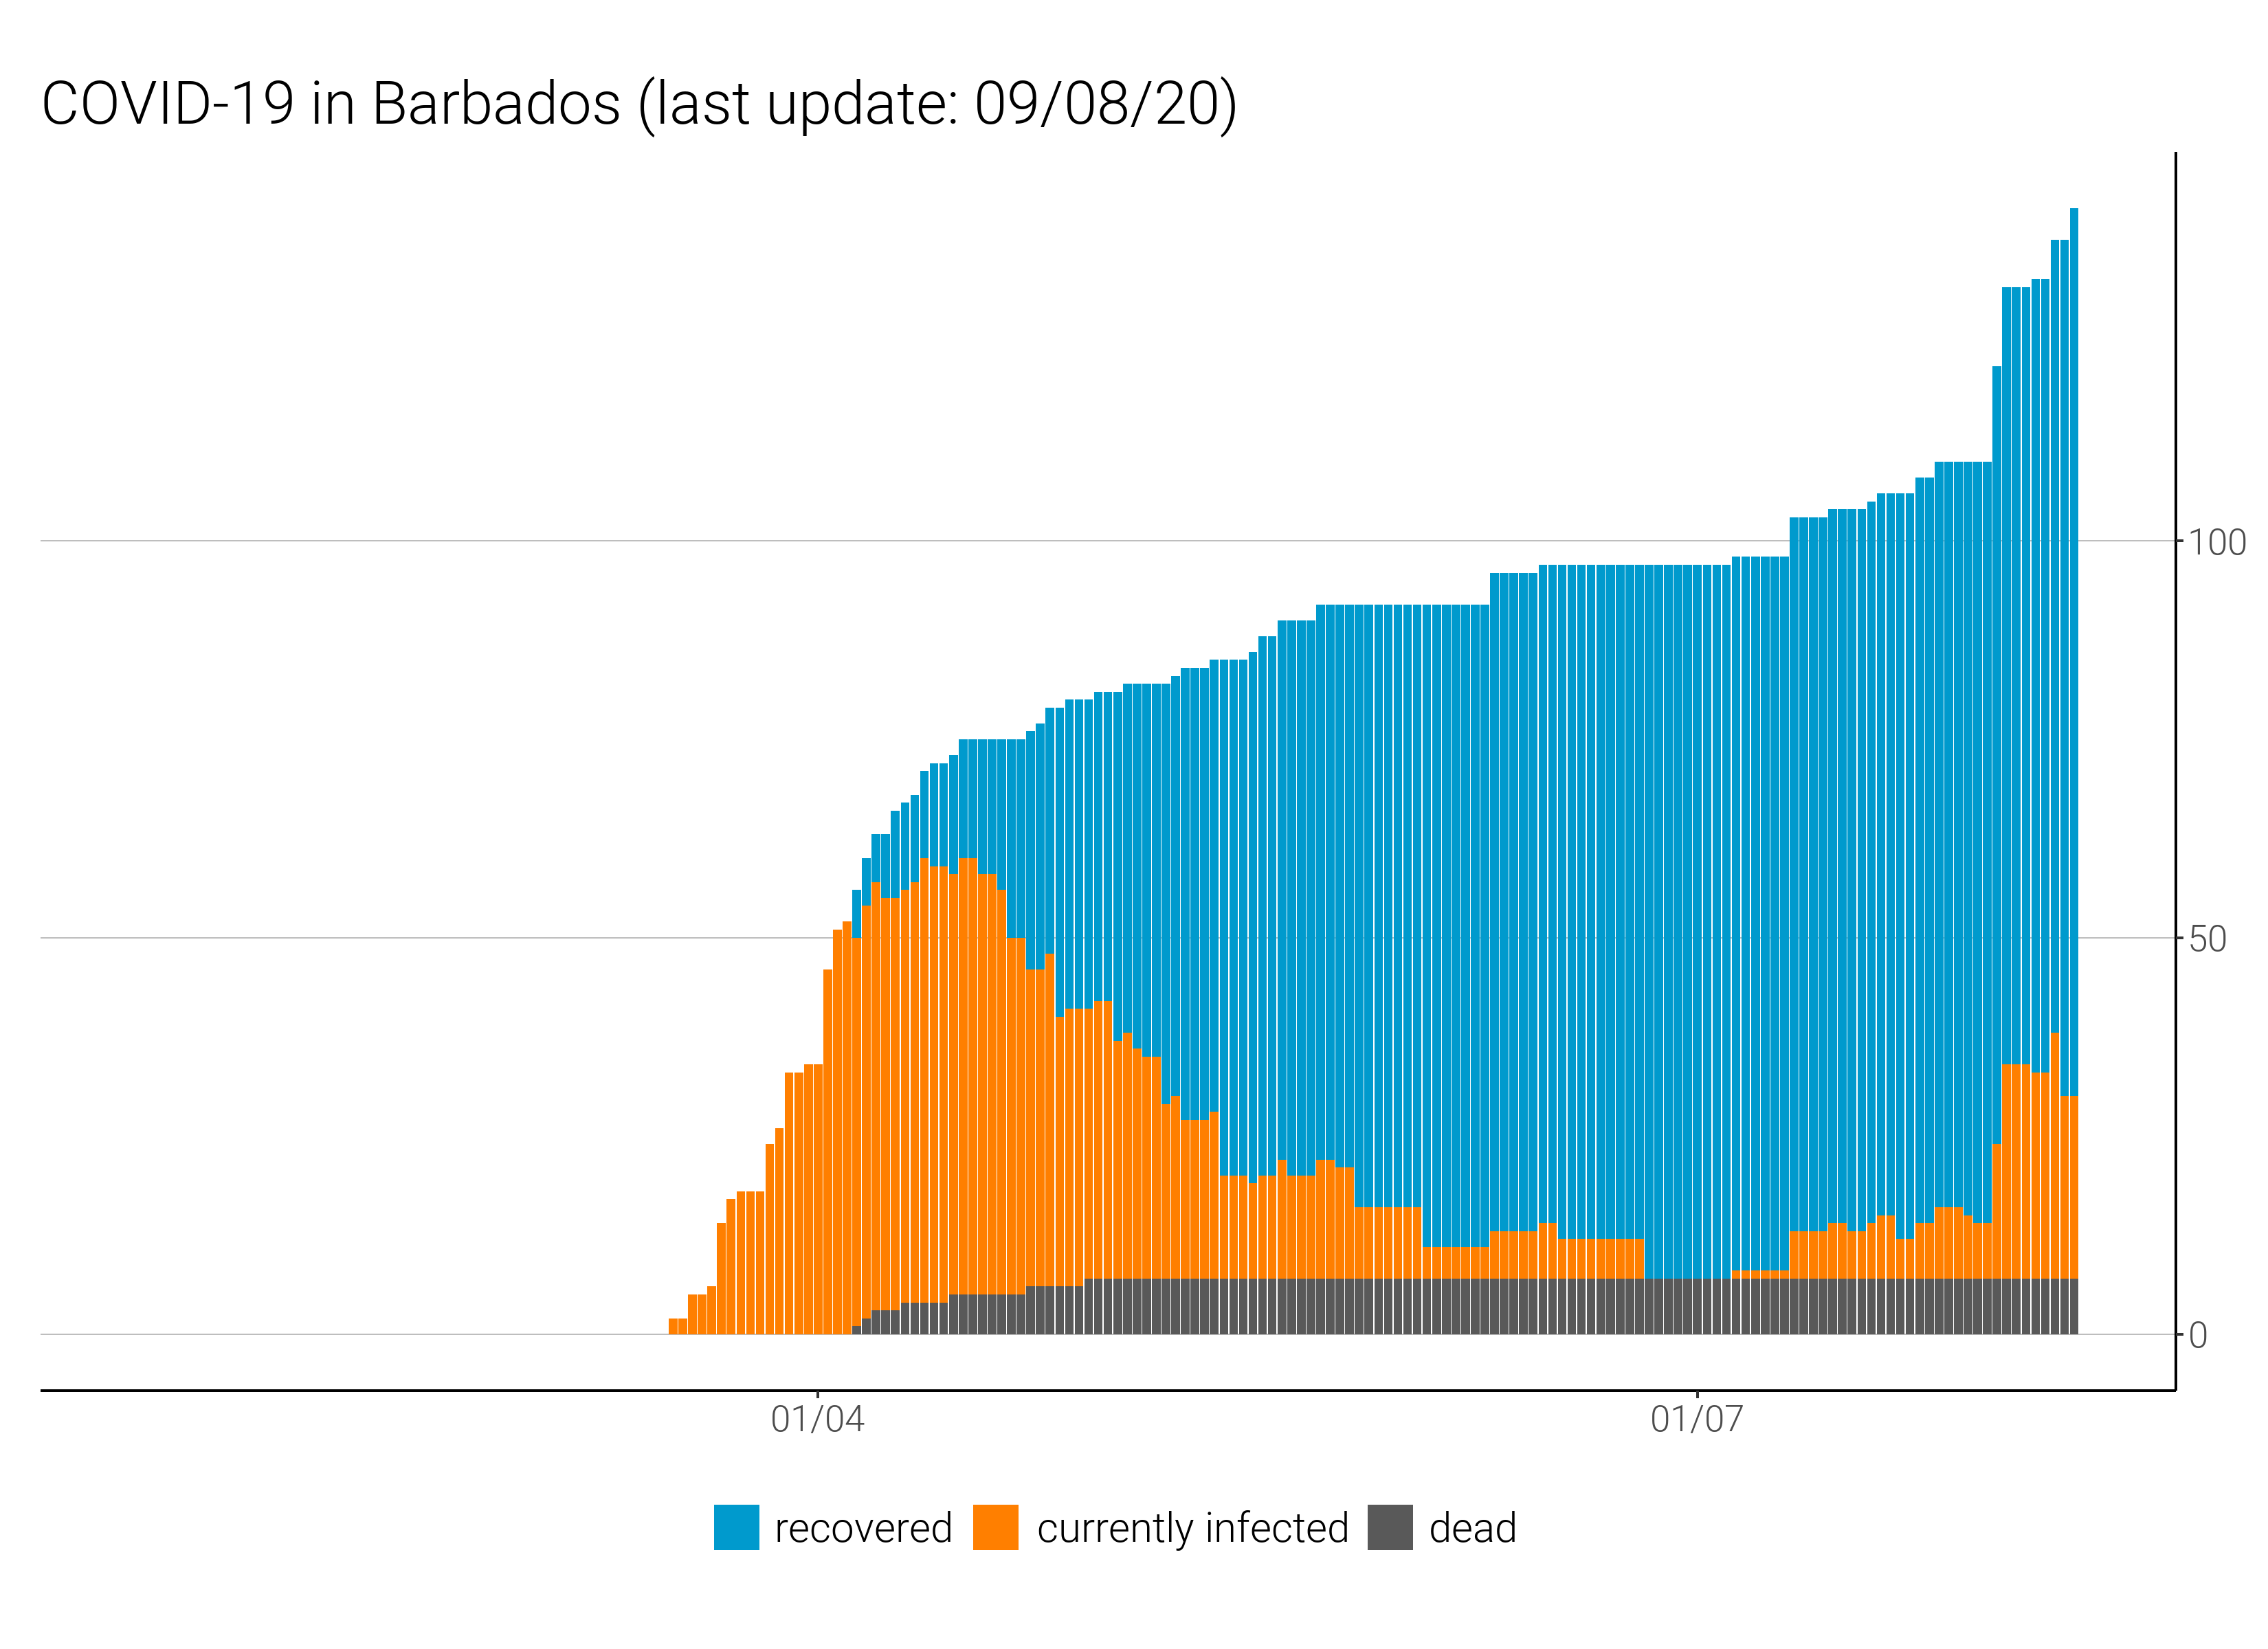 COVID-19 in Barbados (last update: 09/08/20)
100
50
0
01/04 01/07
recovered currently infected dead